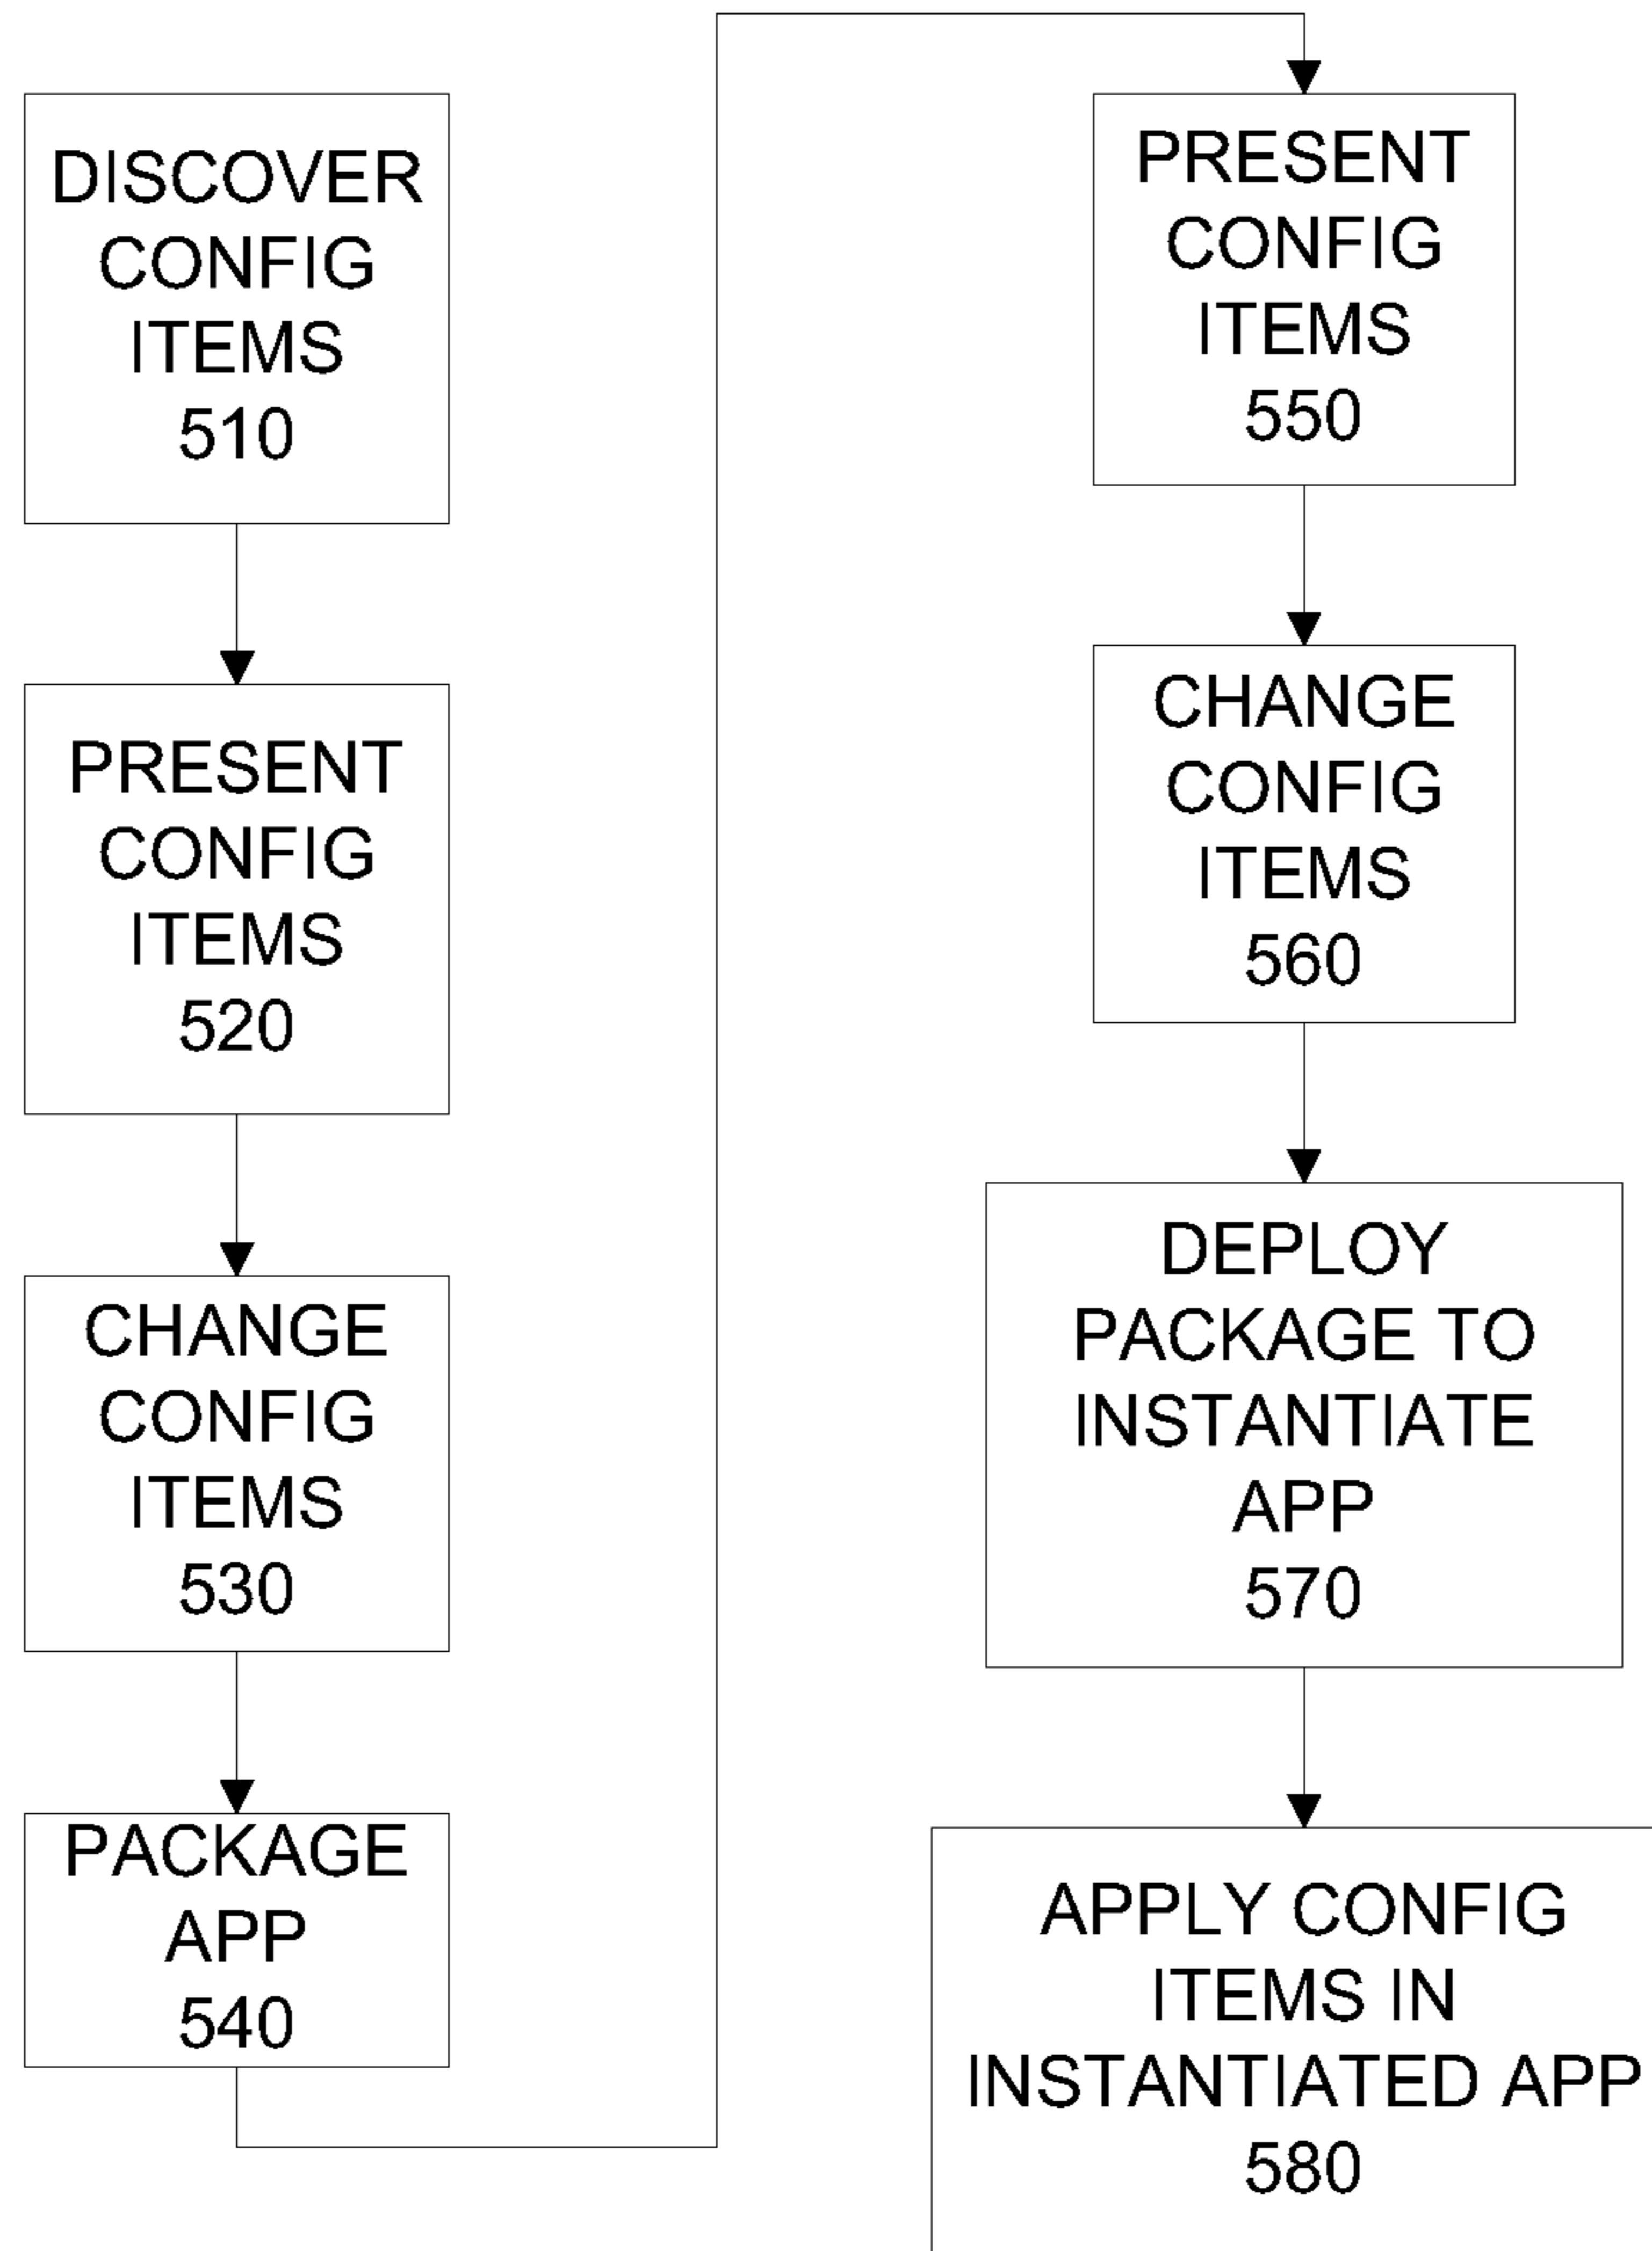 DISCOVER
CONFIG
ITEMS
510
PRESENT
CONFIG
ITEMS
520
CHANGE
CONFIG
ITEMS
530
PACKAGE
APP
540
PRESENT
CONFIG
ITEMS
550
CHANGE
CONFIG
ITEMS
560
DEPLOY
PACKAGE TO
INSTANTIATE
APP
570
APPLY CONFIG
ITEMS IN
INSTANTIATED APP
580